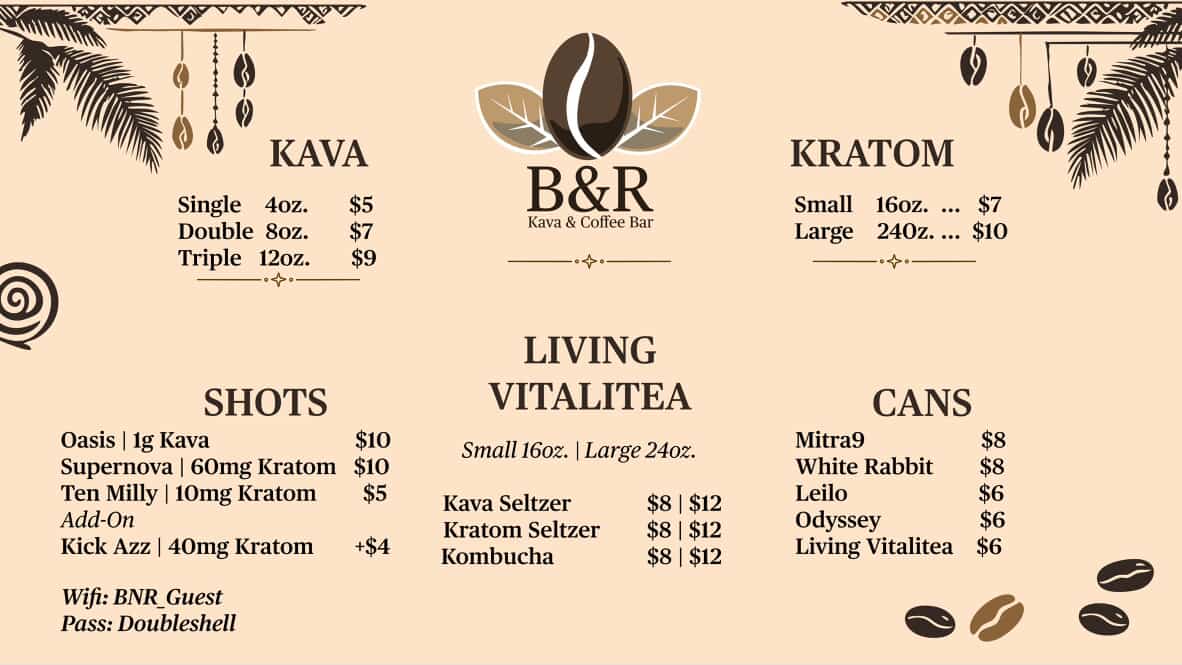 KAVA
Single 4oz. $5
Double 8oz. $7
Triple 12oz. $9
B&R
Kava & Coffee Bar
KRATOM
Small 16oz. ... $7
Large 24Oz. ... $10
SHOTS
Oasis | 1g Kava $10
Supernova | 60mg Kratom $10
Ten Milly | 10mg Kratom $5
Add-On
Kick Azz | 40mg Kratom +$4
Wifi: BNR_Guest
Pass: Doubleshell
LIVING
VITALITEA
Small 16oz. | Large 24oz.
Kava Seltzer $8 | $12
Kratom Seltzer $8 | $12
Kombucha $8 | $12
CANS
Mitra9 $8
White Rabbit $8
Leilo $6
Odyssey $6
Living Vitalitea $6